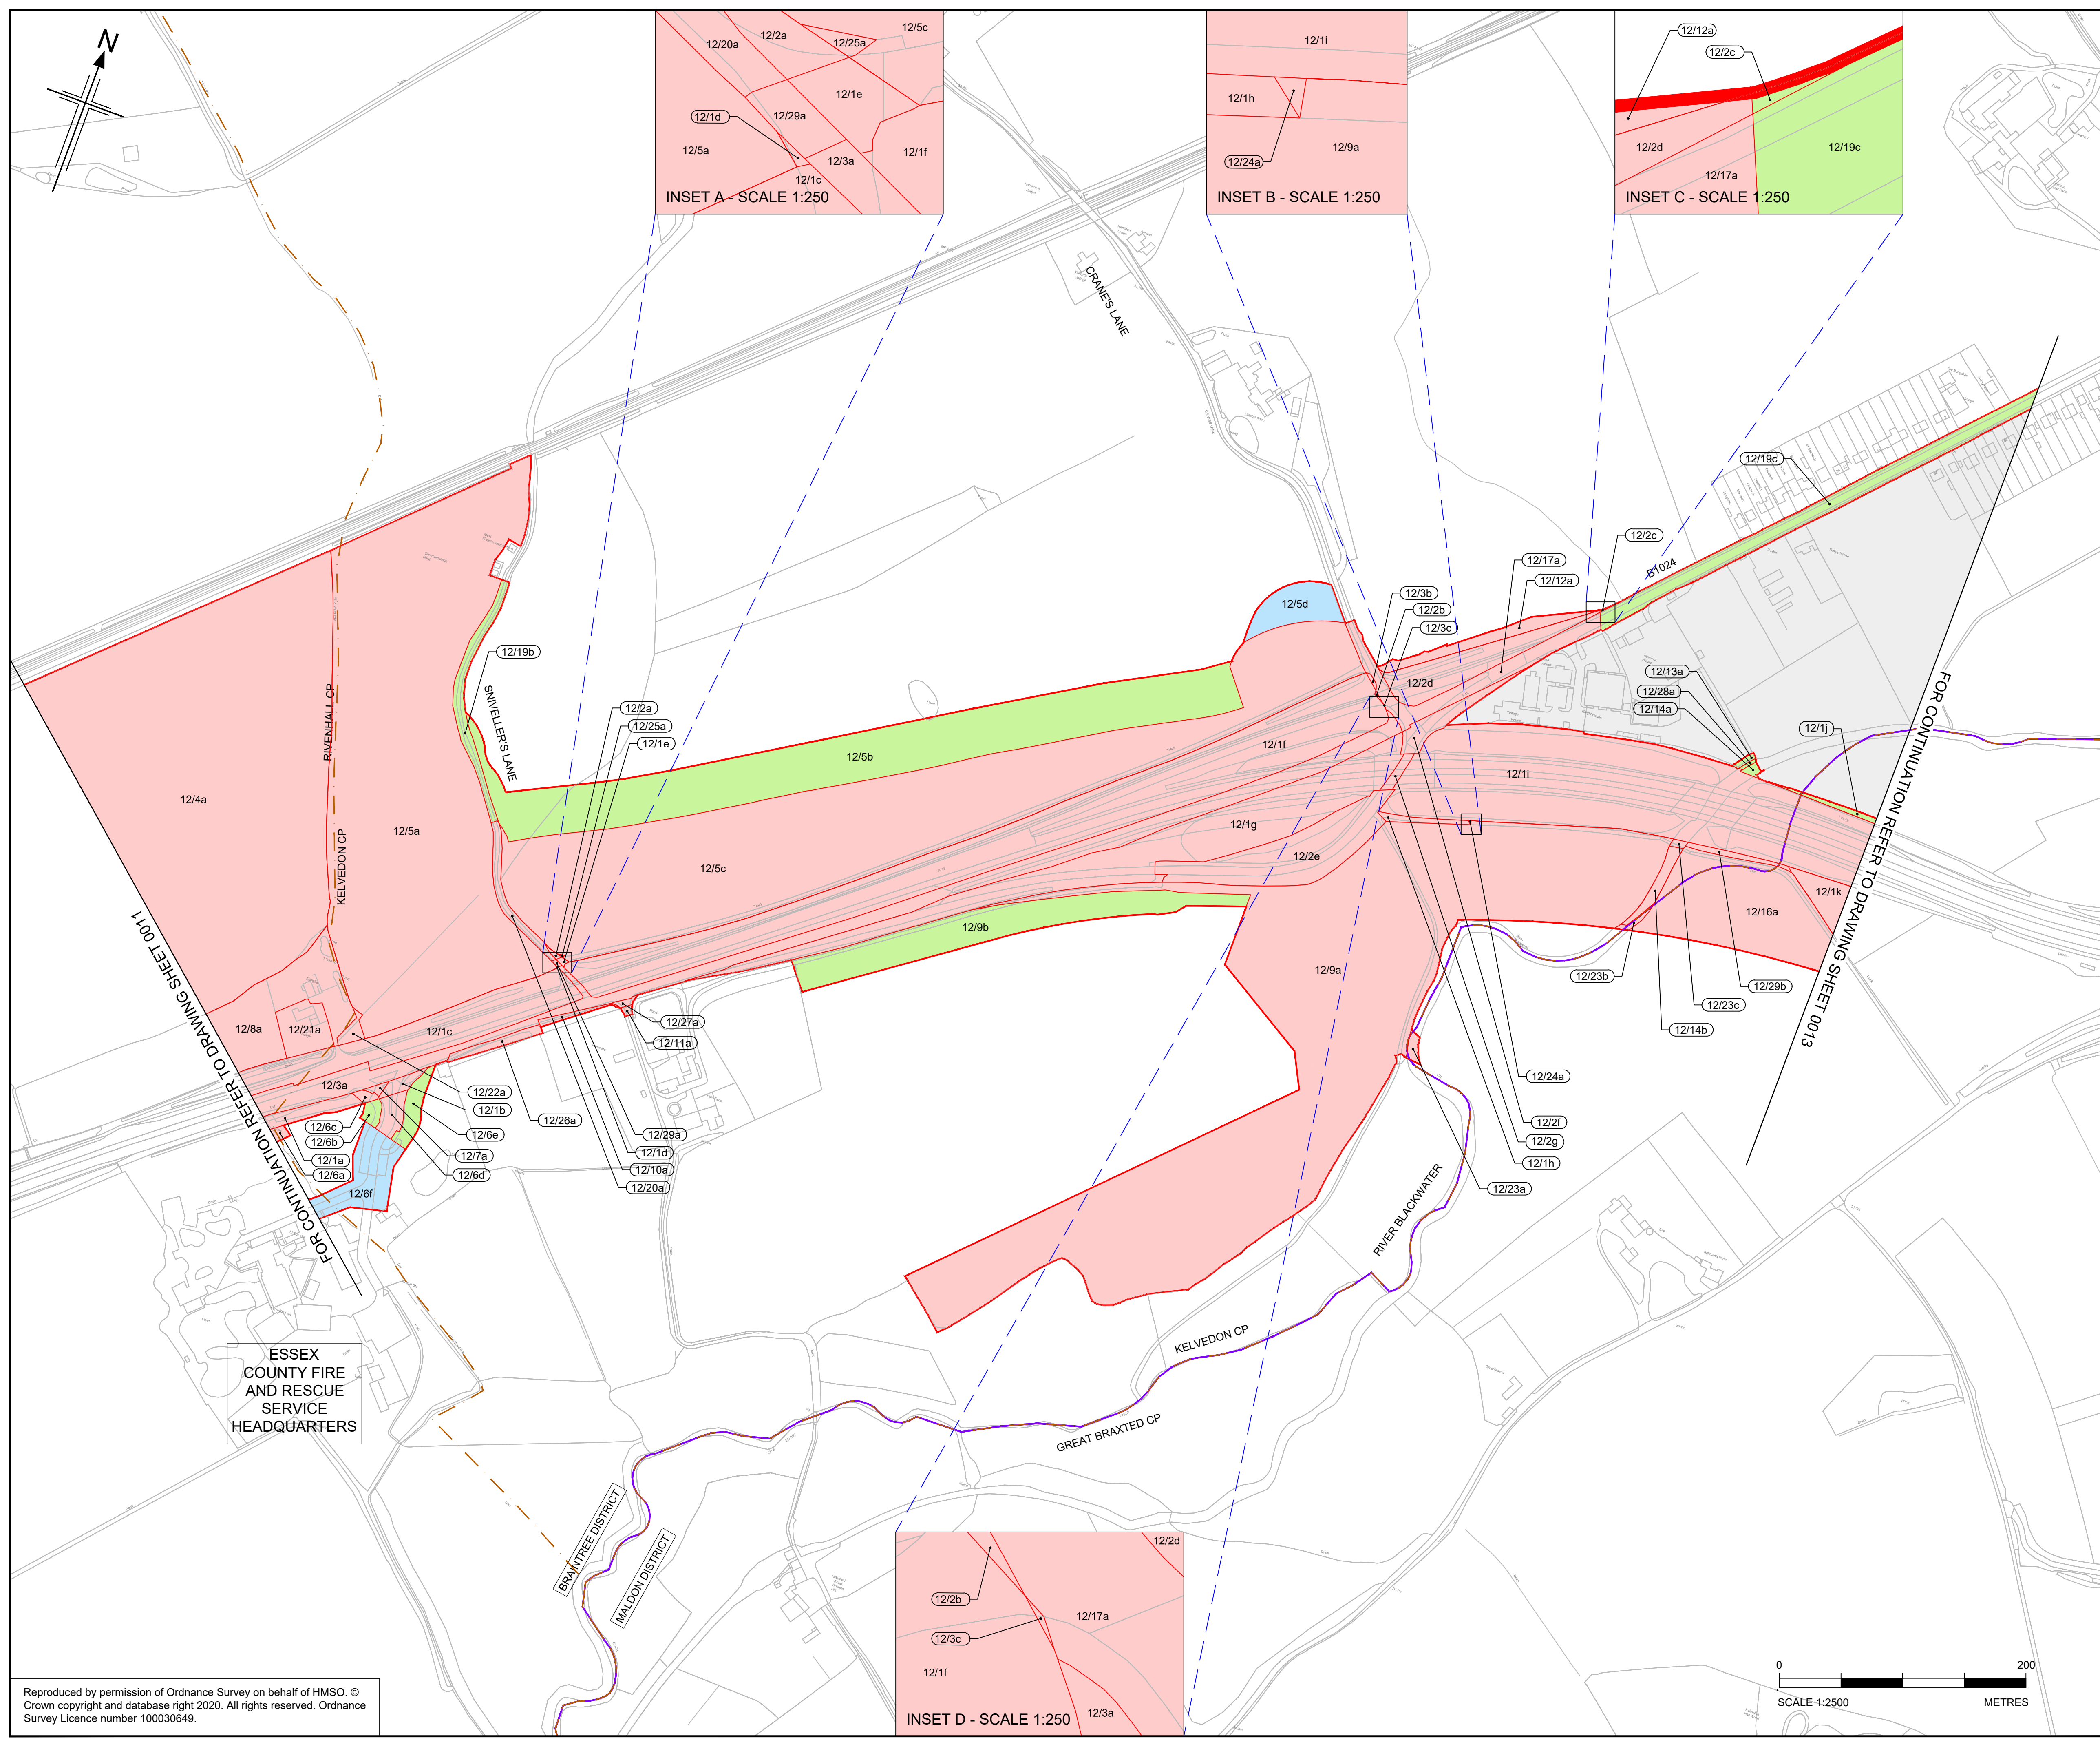 N
12/20a
12/2a
12/25a
12/5c
12/1e
12/1d
12/29a
12/5a
12/3a
12/1f
12/1c
INSET A - SCALE 1:250
12/1i
12/1h
12/24a
12/9a
INSET B - SCALE 1:250
12/12a
12/2c
12/2d
12/19c
12/17a
INSET C - SCALE 1:250
CRANE'S LANE
12/19c
12/2c
B1024
12/17a
12/12a
12/3b
12/2b
12/3c
12/5d
12/2d
12/13a
12/28a
12/14a
12/1j
12/19b
SNIVELLER'S LANE
RIVENHALL CP
KELVEDON CP
12/2a
12/25a
12/1e
12/5b
12/1f
12/1i
12/4a
12/5a
12/5c
12/1g
12/2e
12/1k
12/16a
12/9b
12/9a
12/23b
12/29b
12/23c
12/14b
12/8a
12/21a
12/1c
12/27a
12/11a
12/3a
12/22a
12/1b
12/26a
12/6c
12/6b
12/6e
12/1a
12/6a
12/7a
12/6d
12/6f
12/29a
12/1d
12/10a
12/20a
12/24a
12/2f
12/2g
12/1h
12/23a
FOR CONTINUATION REFER TO DRAWING SHEET 0011
FOR CONTINUATION REFER TO DRAWING SHEET 0013
RIVER BLACKWATER
KELVEDON CP
GREAT BRAXTED CP
ESSEX
COUNTY FIRE
AND RESCUE
SERVICE
HEADQUARTERS
BRAINTREE DISTRICT
MALDON DISTRICT
12/2d
12/2b
12/17a
12/3c
12/1f
12/3a
INSET D - SCALE 1:250
0
200
SCALE 1:2500
METRES
Reproduced by permission of Ordnance Survey on behalf of HMSO. ©
Crown copyright and database right 2020. All rights reserved. Ordnance
Survey Licence number 100030649.